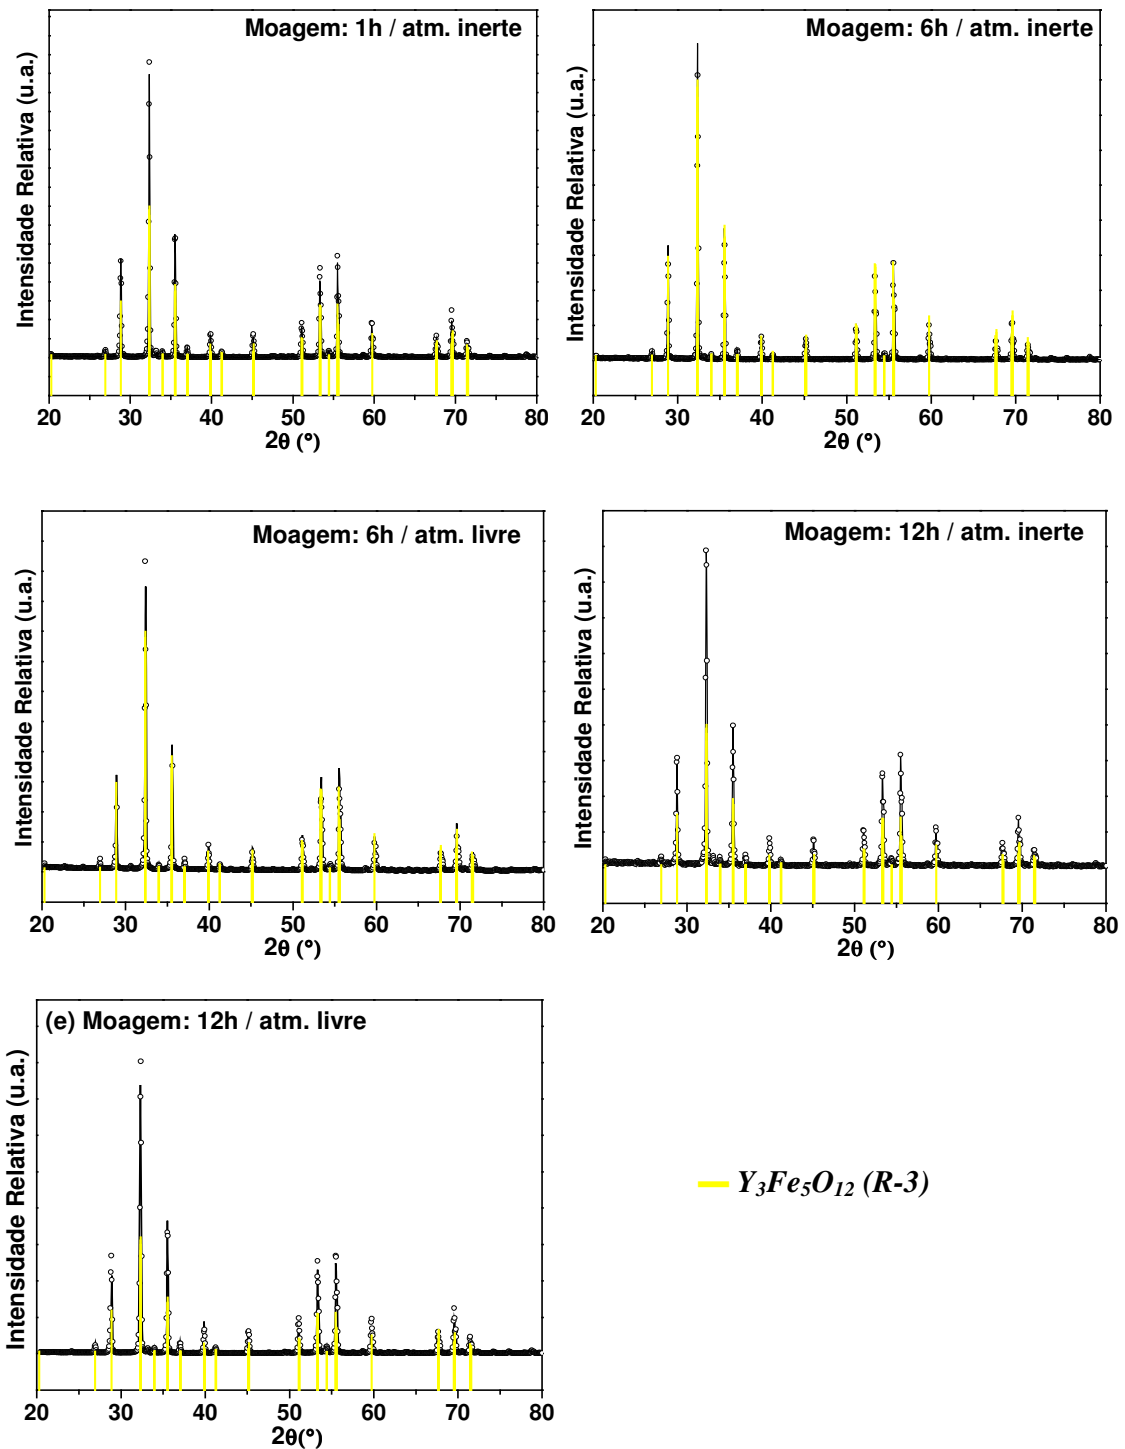 Moagem: 1h / atm. inerte
Intensidade Relativa (u.a.)
20 30 40 50 60 70 80
2θ (°)
Moagem: 6h / atm. inerte
Intensidade Relativa (u.a.)
20 30 40 50 60 70 80
2θ (°)
Moagem: 6h / atm. livre
Intensidade Relativa (u.a.)
20 30 40 50 60 70 80
2θ (°)
Moagem: 12h / atm. inerte
Intensidade Relativa (u.a.)
20 30 40 50 60 70 80
2θ (°)
(e) Moagem: 12h / atm. livre
Intensidade Relativa (u.a.)
20 30 40 50 60 70 80
2θ(°)
Y₃Fe₅O₁₂ (R-3)